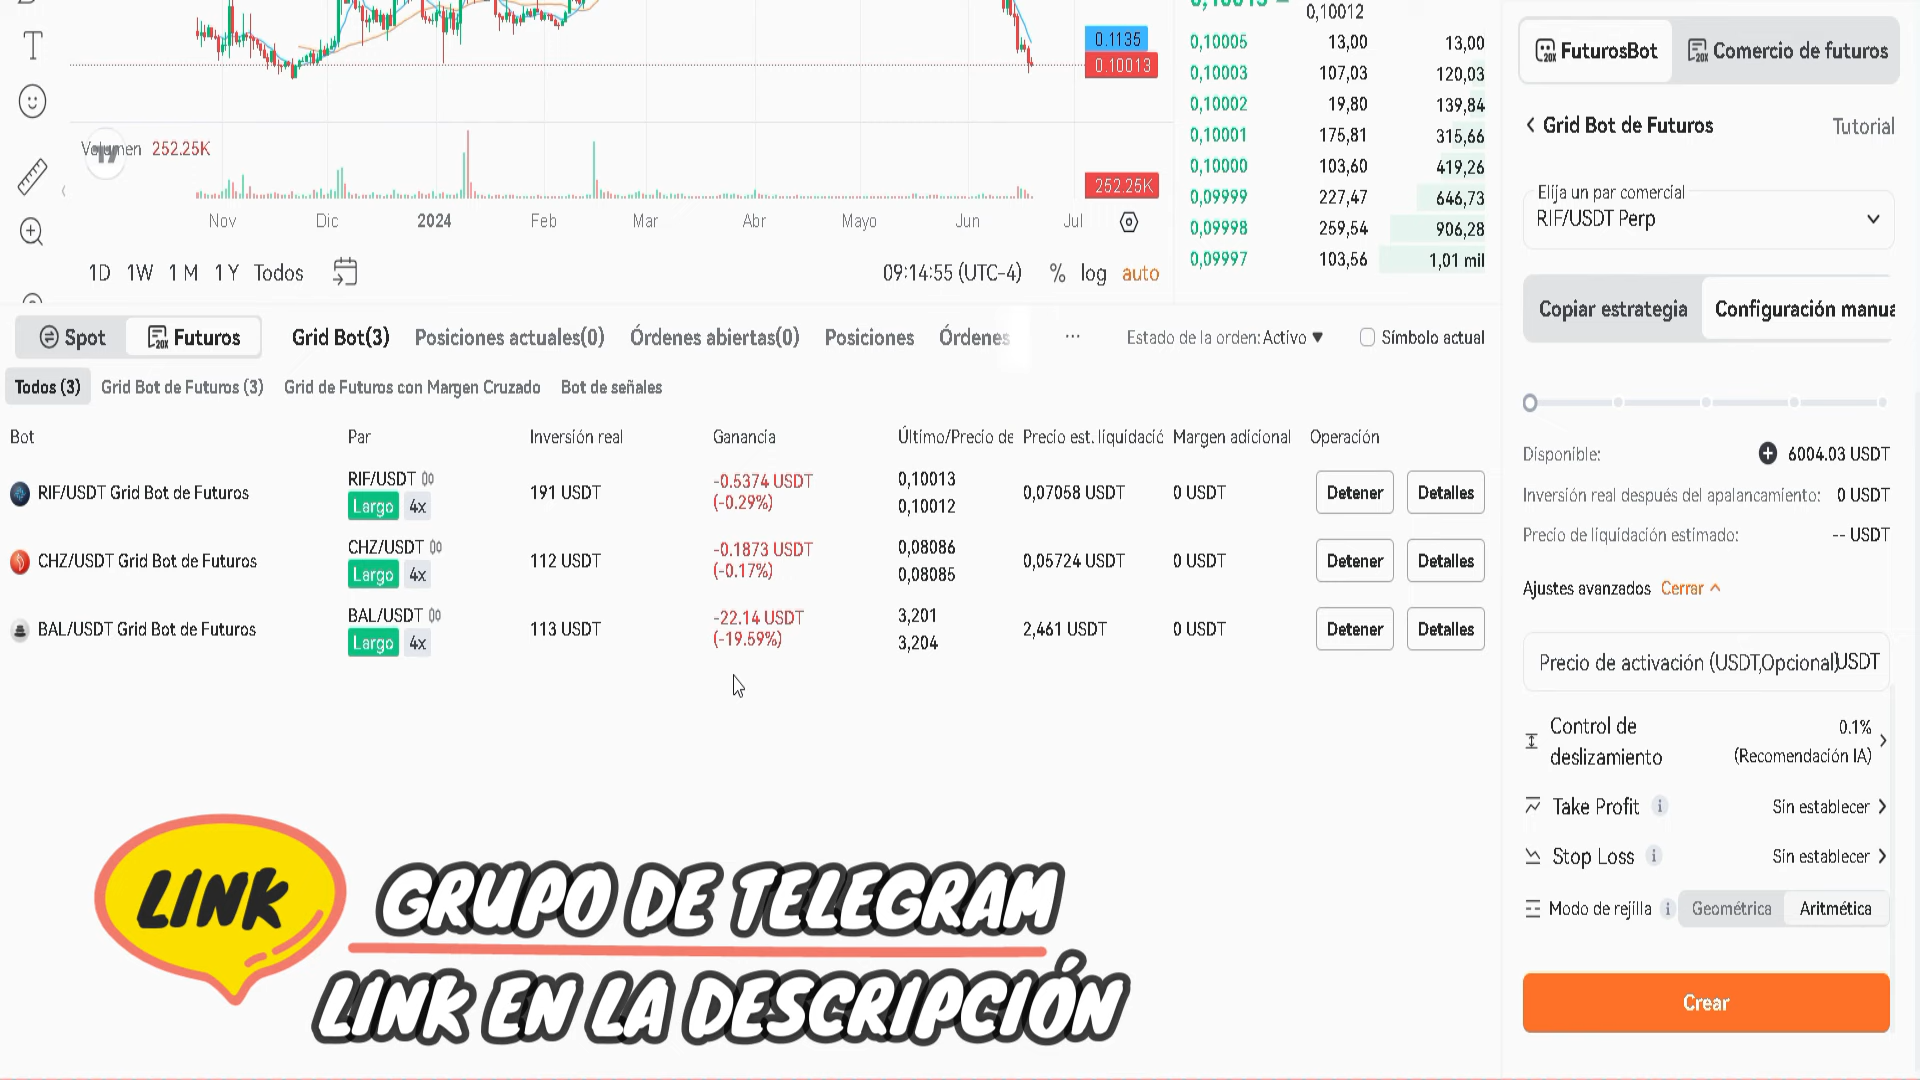 0,10012
0.1135
0.10013
0,10005 13,00 13,00
0,10003 107,03 120,03
0,10002 19,80 139,84
0,10001 175,81 315,66
0,10000 103,60 419,26
0,09999 227,47 646,73
0,09998 259,54 906,28
0,09997 103,56 1,01 mil
Volumen 252.25K
252.25K
Nov Dic 2024 Feb Mar Abr Mayo Jun Jul
1D 1W 1 M 1 Y Todos
09:14:55 (UTC-4) % log auto
Spot Futuros Grid Bot(3) Posiciones actuales(0) Órdenes abiertas(0) Posiciones Órdenes ... Estado de la orden:Activo Símbolo actual
Todos (3) Grid Bot de Futuros (3) Grid de Futuros con Margen Cruzado Bot de señales
Bot Par Inversión real Ganancia Último/Precio de Precio est. liquidació Margen adicional Operación
RIF/USDT Grid Bot de Futuros RIF/USDT Largo 4x 191 USDT -0.5374 USDT (-0.29%) 0,10013 0,10012 0,07058 USDT 0 USDT Detener Detalles
CHZ/USDT Grid Bot de Futuros CHZ/USDT Largo 4x 112 USDT -0.1873 USDT (-0.17%) 0,08086 0,08085 0,05724 USDT 0 USDT Detener Detalles
BAL/USDT Grid Bot de Futuros BAL/USDT Largo 4x 113 USDT -22.14 USDT (-19.59%) 3,201 3,204 2,461 USDT 0 USDT Detener Detalles
LINK
GRUPO DE TELEGRAM
LINK EN LA DESCRIPCIÓN
FuturosBot Comercio de futuros
Grid Bot de Futuros Tutorial
Elija un par comercial
RIF/USDT Perp
Copiar estrategia Configuración manua
Disponible: 6004.03 USDT
Inversión real después del apalancamiento: 0 USDT
Precio de liquidación estimado: -- USDT
Ajustes avanzados Cerrar
Precio de activación (USDT,Opcional) USDT
Control de deslizamiento 0.1% (Recomendación IA)
Take Profit Sin establecer
Stop Loss Sin establecer
Modo de rejilla Geométrica Aritmética
Crear